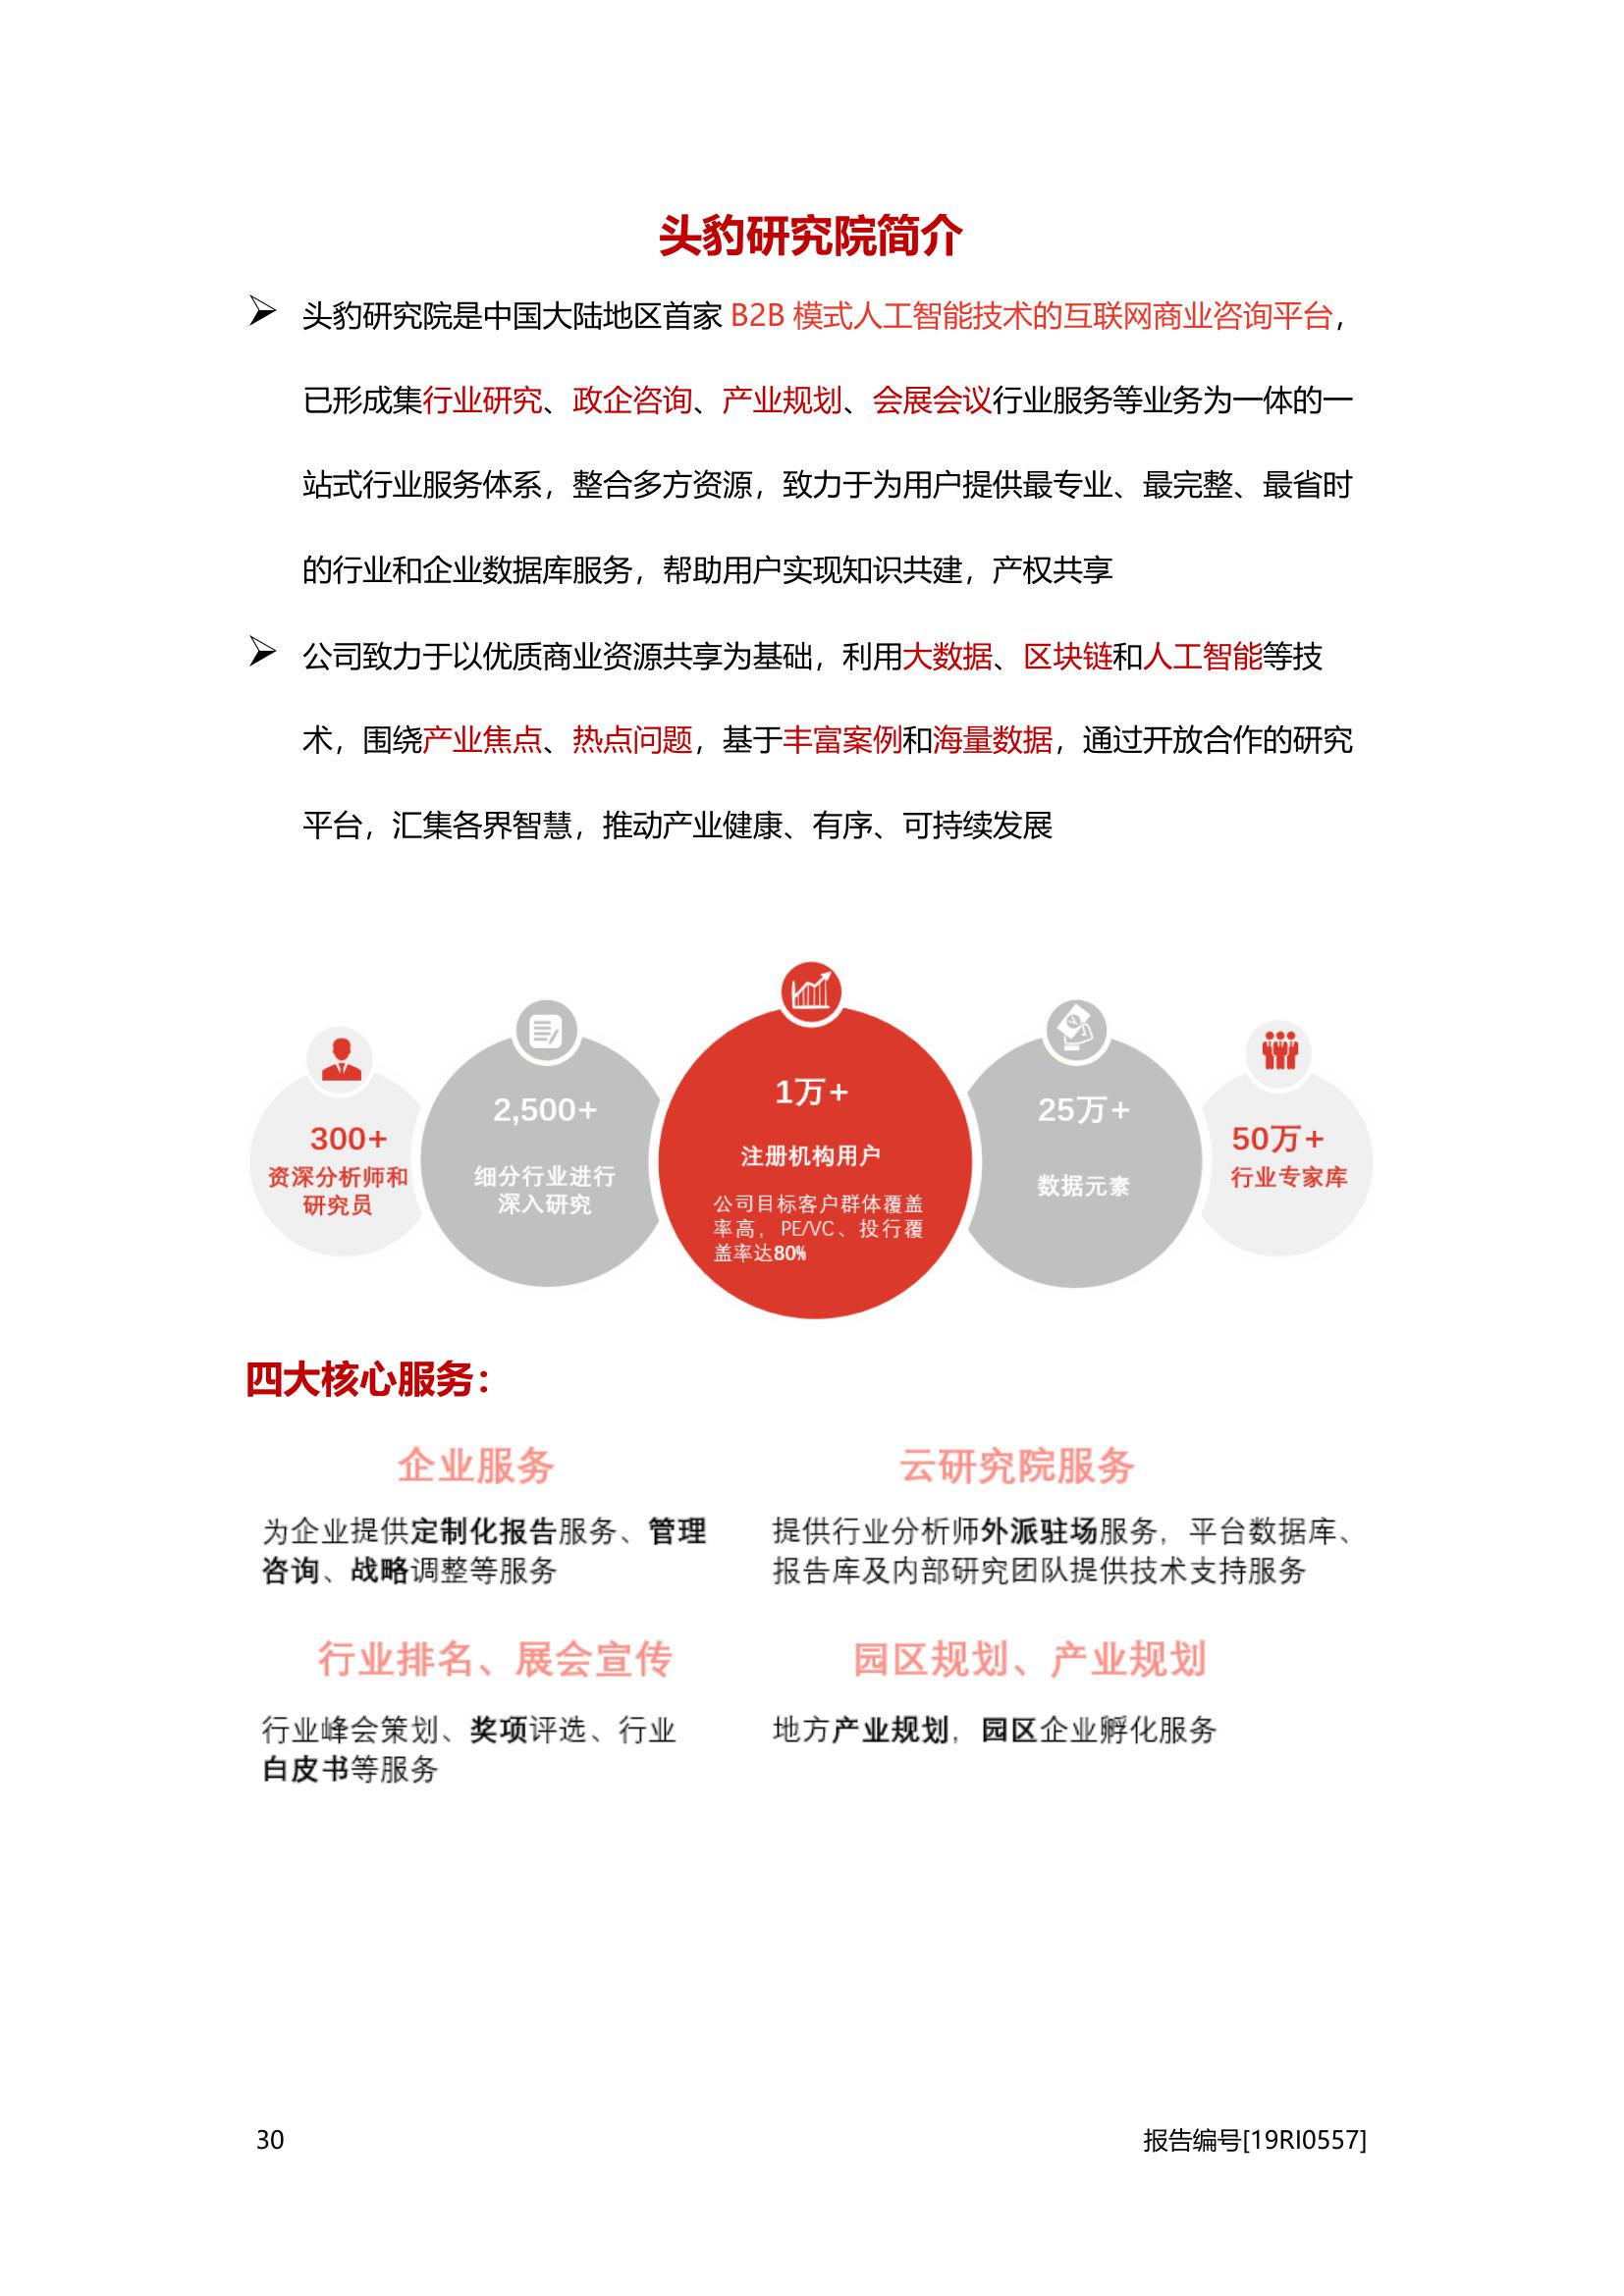 头豹研究院简介
➢ 头豹研究院是中国大陆地区首家 B2B 模式人工智能技术的互联网商业咨询平台，
已形成集行业研究、政企咨询、产业规划、会展会议行业服务等业务为一体的一
站式行业服务体系，整合多方资源，致力于为用户提供最专业、最完整、最省时
的行业和企业数据库服务，帮助用户实现知识共建，产权共享
➢ 公司致力于以优质商业资源共享为基础，利用大数据、区块链和人工智能等技
术，围绕产业焦点、热点问题，基于丰富案例和海量数据，通过开放合作的研究
平台，汇集各界智慧，推动产业健康、有序、可持续发展
300+
资深分析师和
研究员
2,500+
细分行业进行
深入研究
1万+
注册机构用户
公司目标客户群体覆盖
率高，PE/VC、投行覆
盖率达80%
25万+
数据元素
50万+
行业专家库
四大核心服务：
企业服务
为企业提供定制化报告服务、管理
咨询、战略调整等服务
云研究院服务
提供行业分析师外派驻场服务，平台数据库、
报告库及内部研究团队提供技术支持服务
行业排名、展会宣传
行业峰会策划、奖项评选、行业
白皮书等服务
园区规划、产业规划
地方产业规划，园区企业孵化服务
30
报告编号[19RI0557]